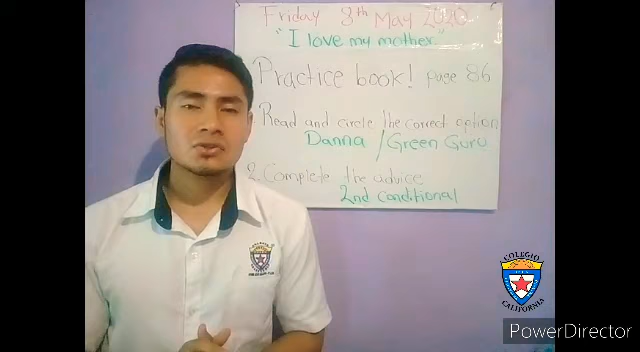 Friday 8th May 2020
"I love my mother"
Practice book! page 86
Read and circle the correct option
Danna / Green Guru
2. Complete the advice
2nd conditional
COLEGIO
CALIFORNIA
PowerDirector